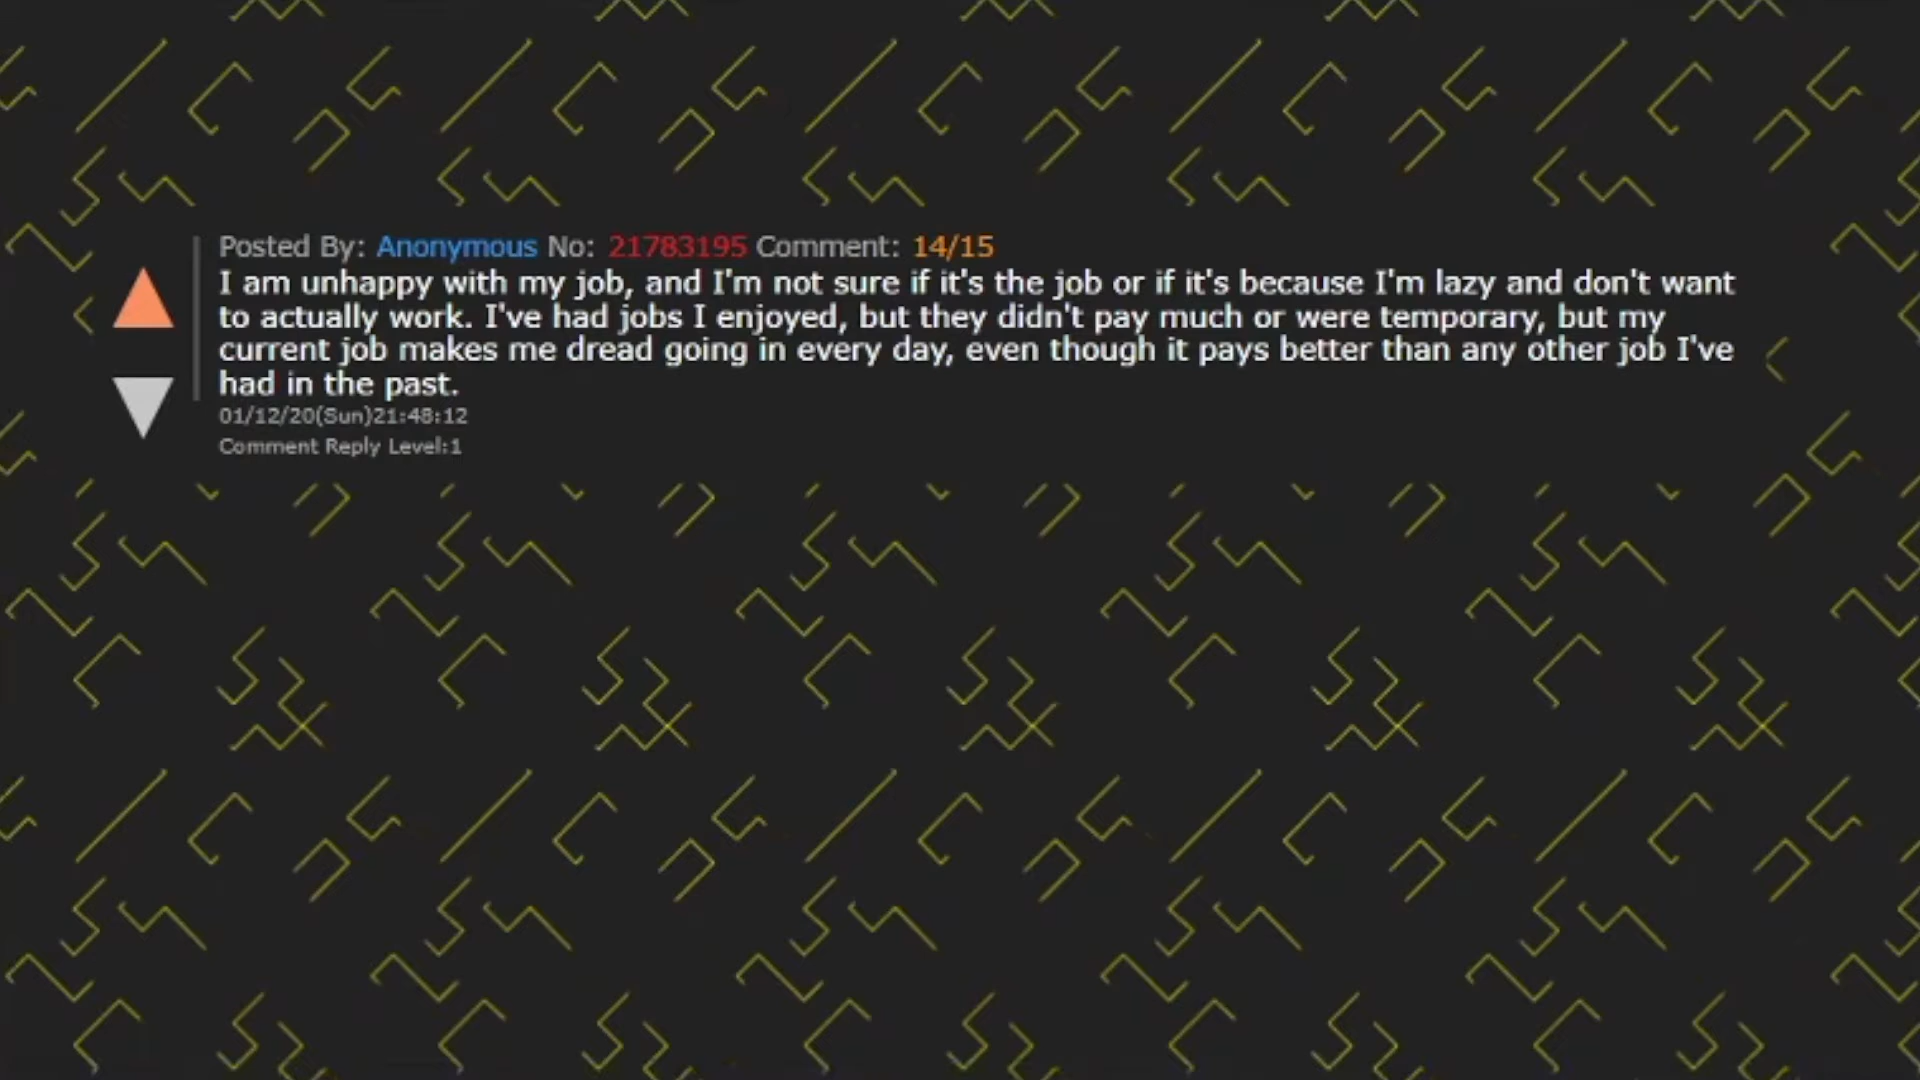 Posted By: Anonymous No: 21783195 Comment: 14/15
I am unhappy with my job, and I'm not sure if it's the job or if it's because I'm lazy and don't want
to actually work. I've had jobs I enjoyed, but they didn't pay much or were temporary, but my
current job makes me dread going in every day, even though it pays better than any other job I've
had in the past.
01/12/20(Sun)21:48:12
Comment Reply Level:1